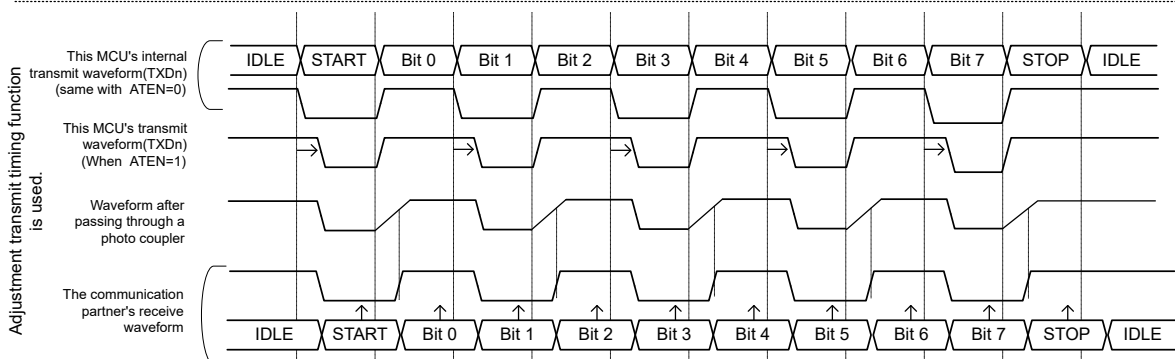 Adjustment transmit timing function
is used.
This MCU's internal
transmit waveform(TXDn)
(same with ATEN=0)
IDLE START Bit 0 Bit 1 Bit 2 Bit 3 Bit 4 Bit 5 Bit 6 Bit 7 STOP IDLE
This MCU's transmit
waveform(TXDn)
(When ATEN=1)
Waveform after
passing through a
photo coupler
The communication
partner's receive
waveform
IDLE START Bit 0 Bit 1 Bit 2 Bit 3 Bit 4 Bit 5 Bit 6 Bit 7 STOP IDLE